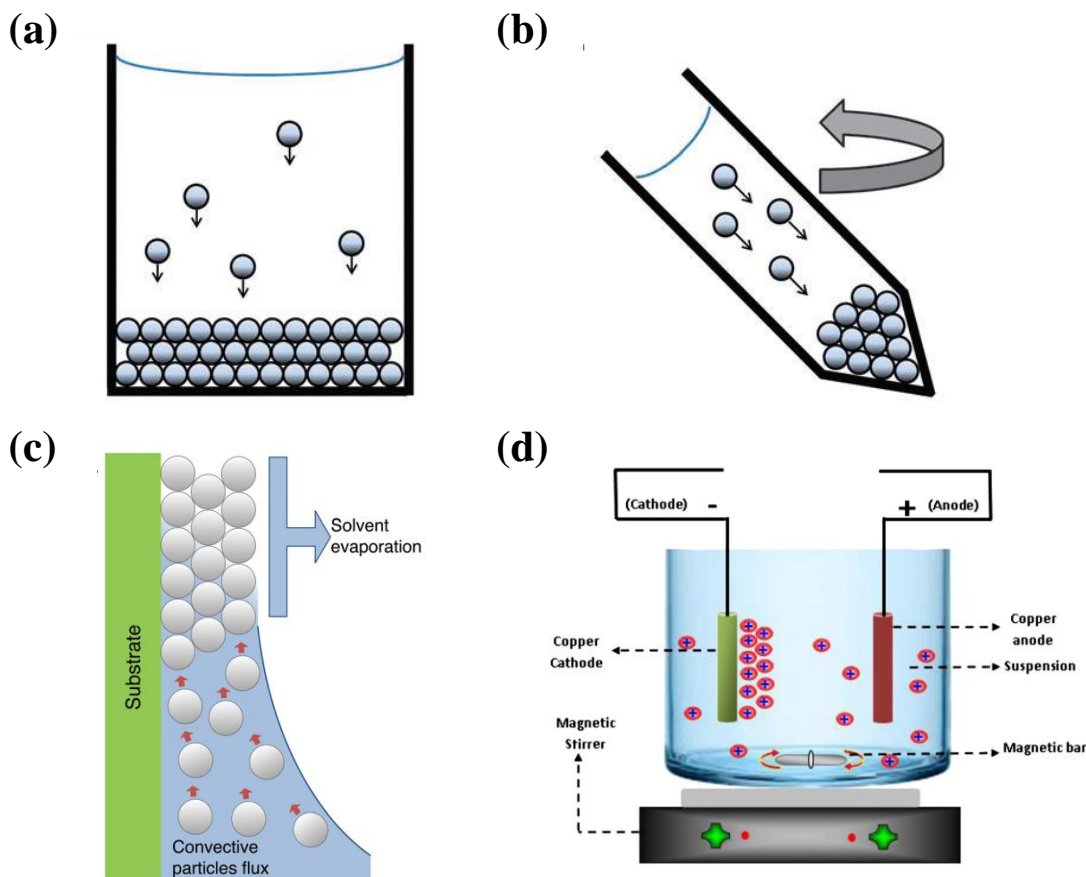 (a)
(b)
(c)
Substrate
Solvent
evaporation
Convective
particles flux
(d)
(Cathode) -
+ (Anode)
Copper
Cathode
Copper
anode
Suspension
Magnetic
Stirrer
Magnetic bar